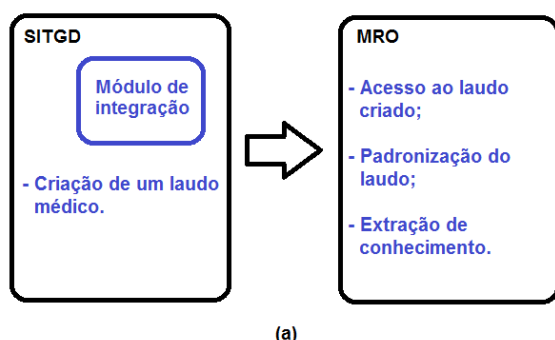 SITGD
Módulo de
integração
- Criação de um laudo
médico.
MRO
- Acesso ao laudo
criado;
- Padronização do
laudo;
- Extração de
conhecimento.
(a)